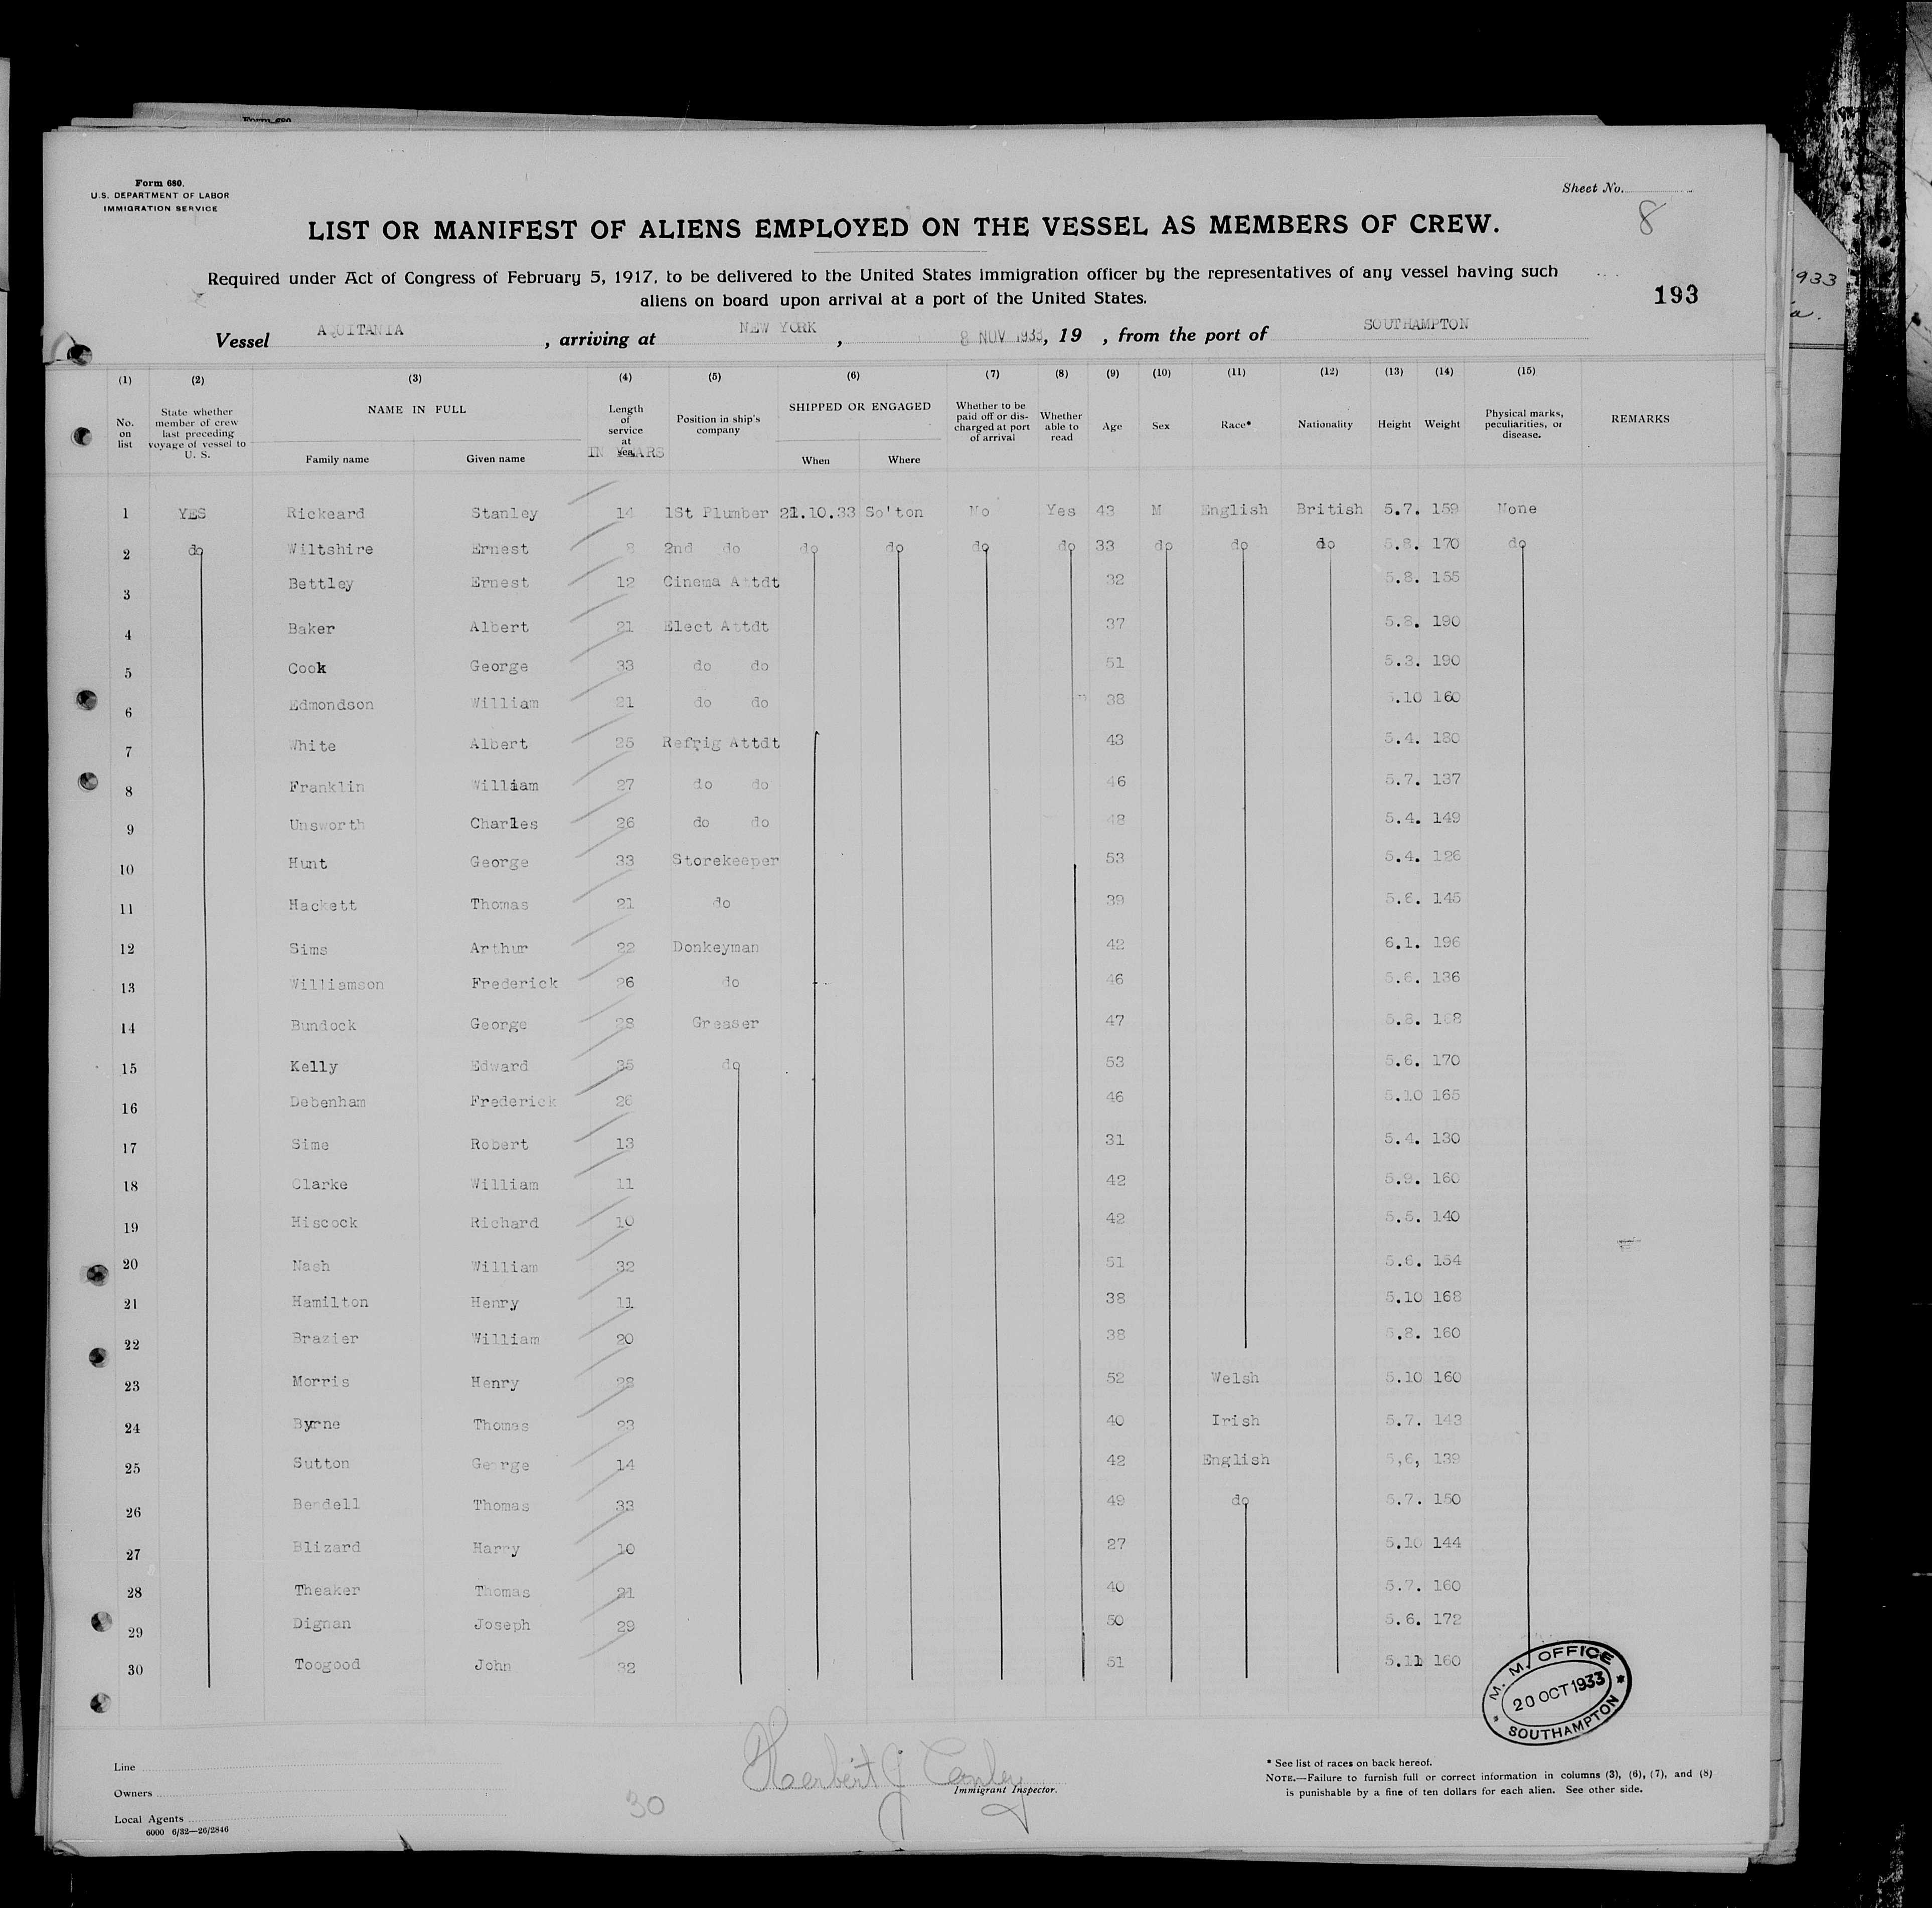 Form 680.
U.S. DEPARTMENT OF LABOR
IMMIGRATION SERVICE
Sheet No.
8
LIST OR MANIFEST OF ALIENS EMPLOYED ON THE VESSEL AS MEMBERS OF CREW.
Required under Act of Congress of February 5, 1917, to be delivered to the United States immigration officer by the representatives of any vessel having such
aliens on board upon arrival at a port of the United States.
193
Vessel AQUITANIA , arriving at NEW YORK , 8 NOV 1933, 19 , from the port of SOUTHAMPTON
(1) (2) (3) (4) (5) (6) (7) (8) (9) (10) (11) (12) (13) (14) (15)
No. on list State whether member of crew last preceding voyage of vessel to U. S. NAME IN FULL Family name Given name Length of service at sea IN YEARS Position in ship's company SHIPPED OR ENGAGED When Where Whether to be paid off or discharged at port of arrival Whether able to read Age Sex Race* Nationality Height Weight Physical marks, peculiarities, or disease. REMARKS
1 YES Rickeard Stanley 14 1St Plumber 21.10.33 So'ton No Yes 43 M English British 5.7. 159 None
2 do Wiltshire Ernest 8 2nd do do do do do 33 do do do 5.8. 170 do
3 Bettley Ernest 12 Cinema Attdt 32 5.8. 155
4 Baker Albert 21 Elect Attdt 37 5.8. 190
5 Cook George 33 do do 51 5.3. 190
6 Edmondson William 21 do do 38 .10 160
7 White Albert 25 Refrig Attdt 43 5.4. 180
8 Franklin William 27 do do 46 5.7. 137
9 Unsworth Charles 26 do do 48 5.4. 149
10 Hunt George 33 Storekeeper 53 5.4. 126
11 Hackett Thomas 21 do 39 5.6. 145
12 Sims Arthur 22 Donkeyman 42 6.1. 196
13 Williamson Frederick 26 do 46 5.6. 136
14 Bundock George 28 Greaser 47 5.8. 168
15 Kelly Edward 35 do 53 5.6. 170
16 Debenham Frederick 26 46 5.10 165
17 Sime Robert 13 31 5.4. 130
18 Clarke William 11 42 5.9. 160
19 Hiscock Richard 10 42 5.5. 140
20 Nash William 32 51 5.6. 154
21 Hamilton Henry 11 38 5.10 168
22 Brazier William 20 38 5.8. 160
23 Morris Henry 28 52 Welsh 5.10 160
24 Byrne Thomas 23 40 Irish 5.7. 143
25 Sutton George 14 42 English 5,6, 139
26 Bendell Thomas 33 49 do 5.7. 150
27 Blizard Harry 10 27 5.10 144
28 Theaker Thomas 21 40 5.7. 160
29 Dignan Joseph 29 50 5.6. 172
30 Toogood John 32 51 5.11 160
M. M. OFFICE
20 OCT 1933
SOUTHAMPTON
Line
Owners
Local Agents
6000 6/32—26/2846
30
Herbert J Conley
Immigrant Inspector.
* See list of races on back hereof.
NOTE.—Failure to furnish full or correct information in columns (3), (6), (7), and (8)
is punishable by a fine of ten dollars for each alien. See other side.